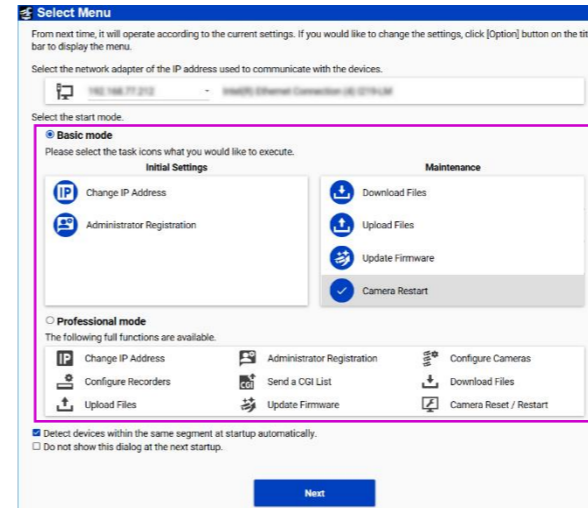 Select Menu
From next time, it will operate according to the current settings. If you would like to change the settings, click [Option] button on the tit
bar to display the menu.
Select the network adapter of the IP address used to communicate with the devices.
Select the start mode.
Basic mode
Please select the task icons what you would like to execute.
Initial Settings
Maintenance
IP Change IP Address
Administrator Registration
Download Files
Upload Files
Update Firmware
Camera Restart
Professional mode
The following full functions are available.
IP Change IP Address
Administrator Registration
Configure Cameras
Configure Recorders
CGI Send a CGI List
Download Files
Upload Files
Update Firmware
Camera Reset / Restart
Detect devices within the same segment at startup automatically.
Do not show this dialog at the next startup.
Next